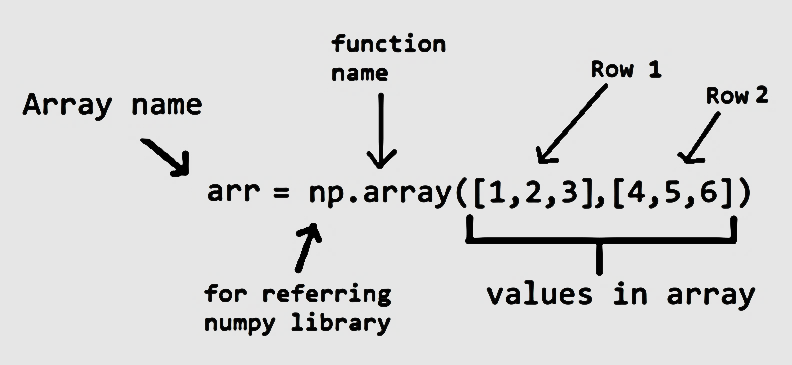 function
name
Row 1
Row 2
Array name
arr = np.array([1,2,3],[4,5,6])
for referring
numpy library
values in array